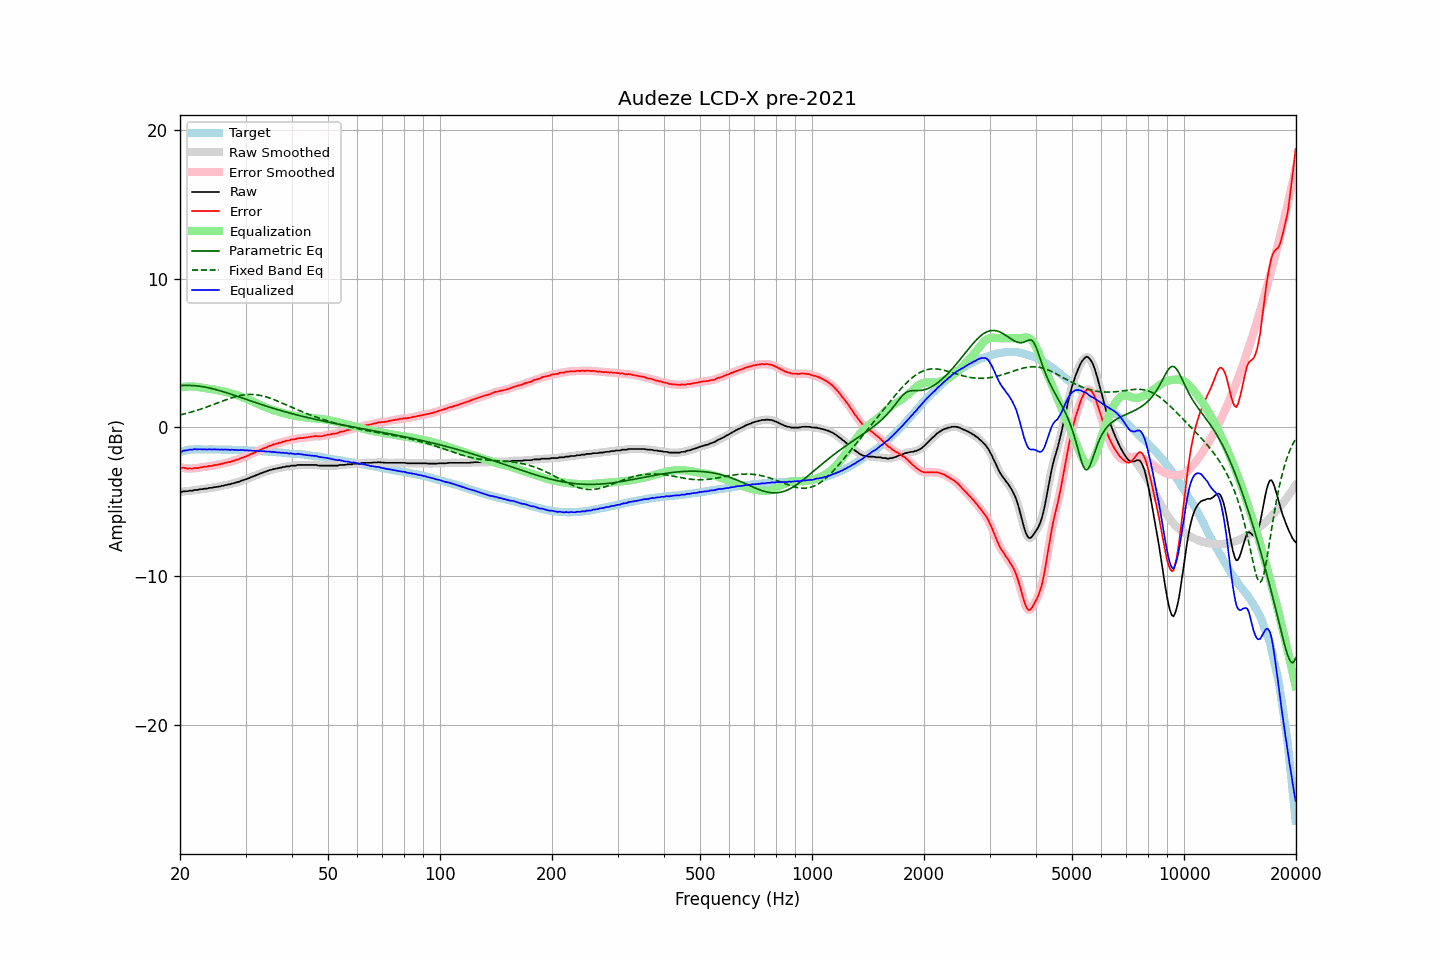 Audeze LCD-X pre-2021
Target
Raw Smoothed
Error Smoothed
Raw
Error
Equalization
Parametric Eq
Fixed Band Eq
Equalized
20
10
0
−10
−20
Amplitude (dBr)
20 50 100 200 500 1000 2000 5000 10000 20000
Frequency (Hz)